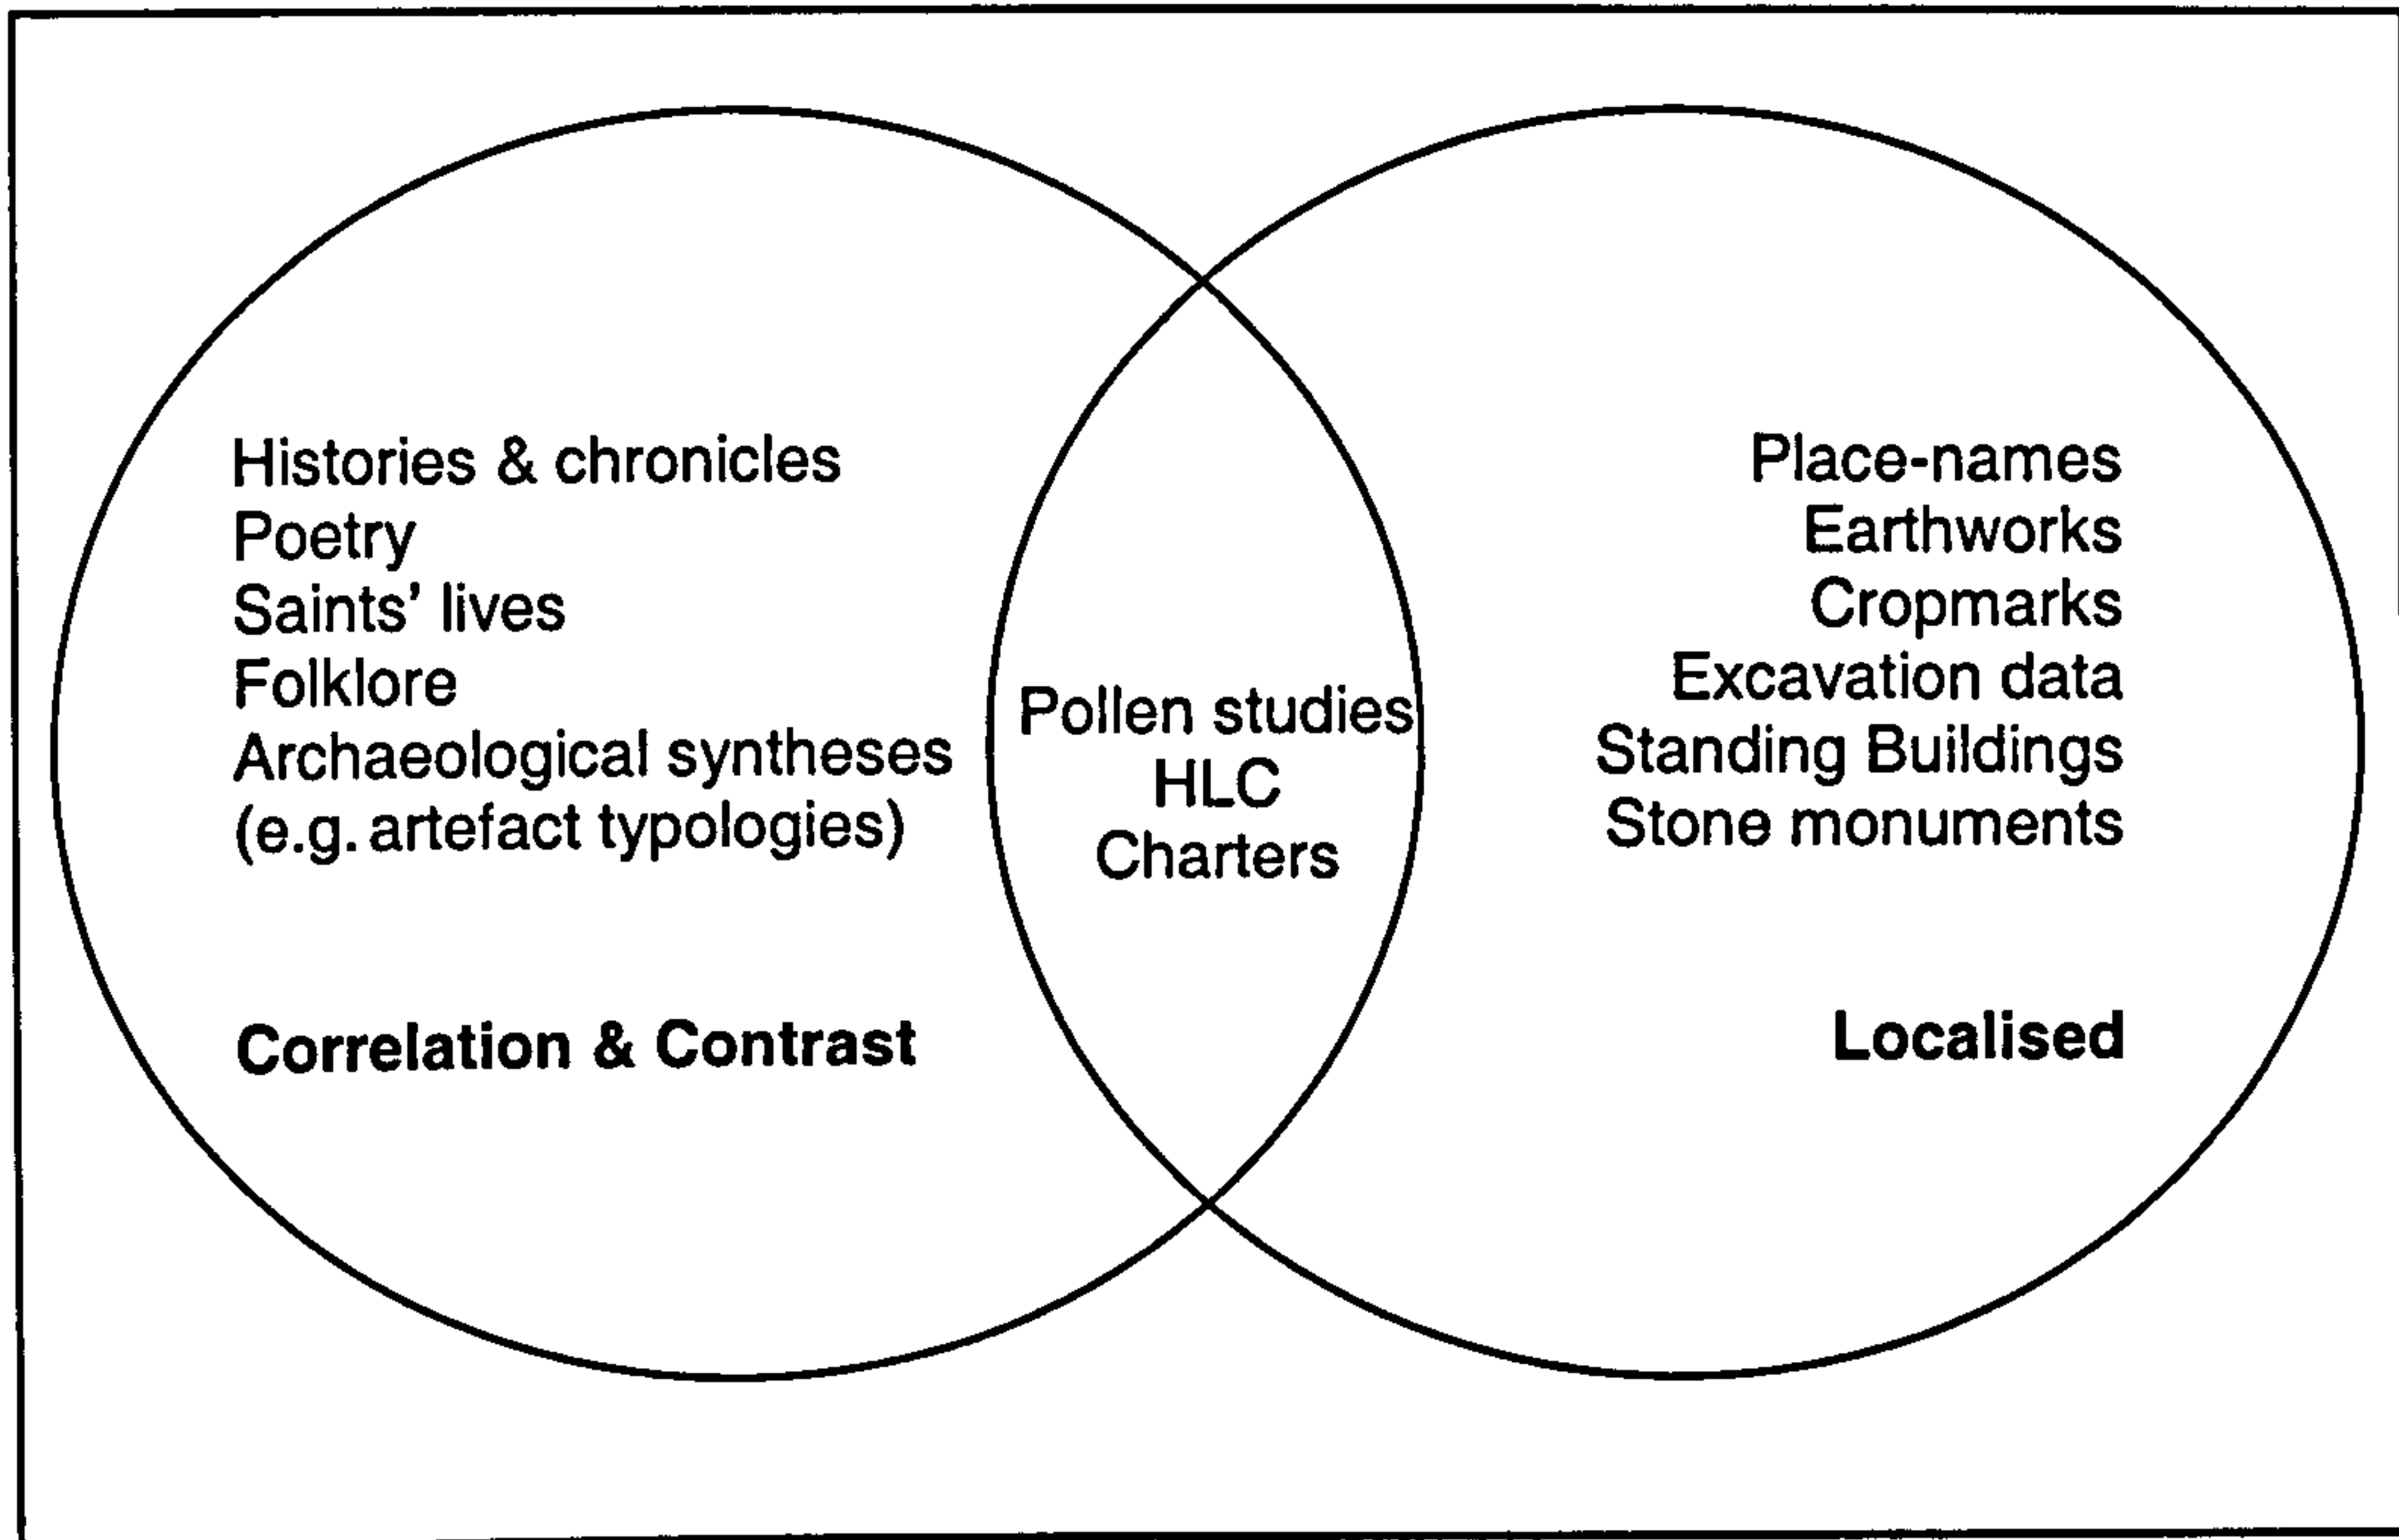 Histories & chronicles
Poetry
Saints' lives
Folklore
Archaeological syntheses
(e.g. artefact typologies)
Correlation & Contrast
Pollen studies
HLC
Charters
Place-names
Earthworks
Cropmarks
Excavation data
Standing Buildings
Stone monuments
Localised